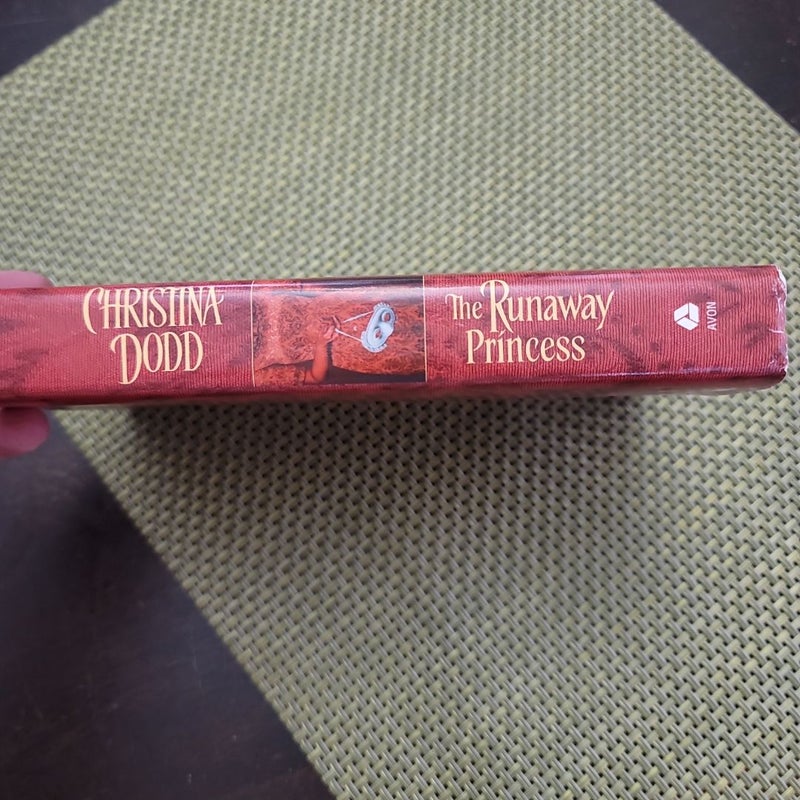 CHRISTINA
DODD
The Runaway
Princess
AVON